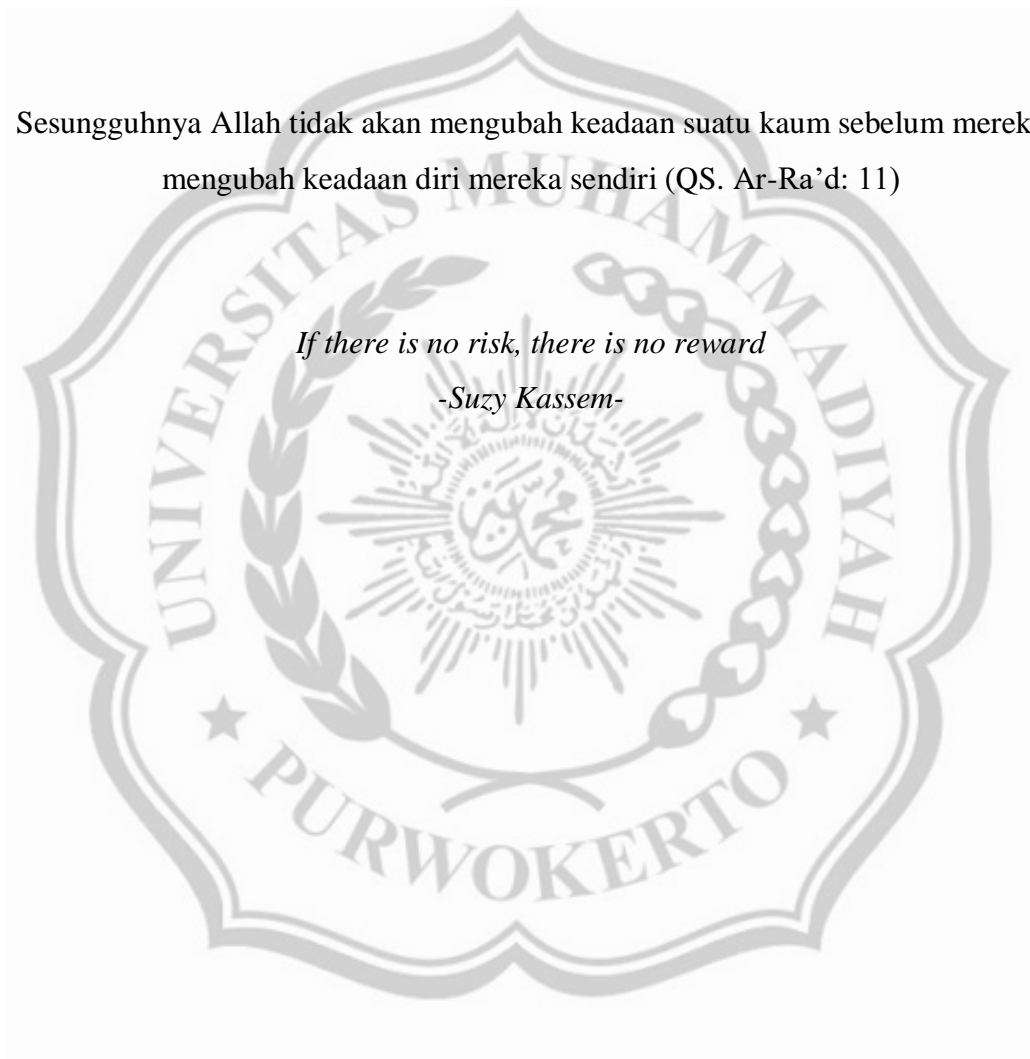 Sesungguhnya Allah tidak akan mengubah keadaan suatu kaum sebelum merek
mengubah keadaan diri mereka sendiri (QS. Ar-Ra’d: 11)
UNIVERSITAS MUHAMMADIYAH
If there is no risk, there is no reward
-Suzy Kassem-
PURWOKERTO